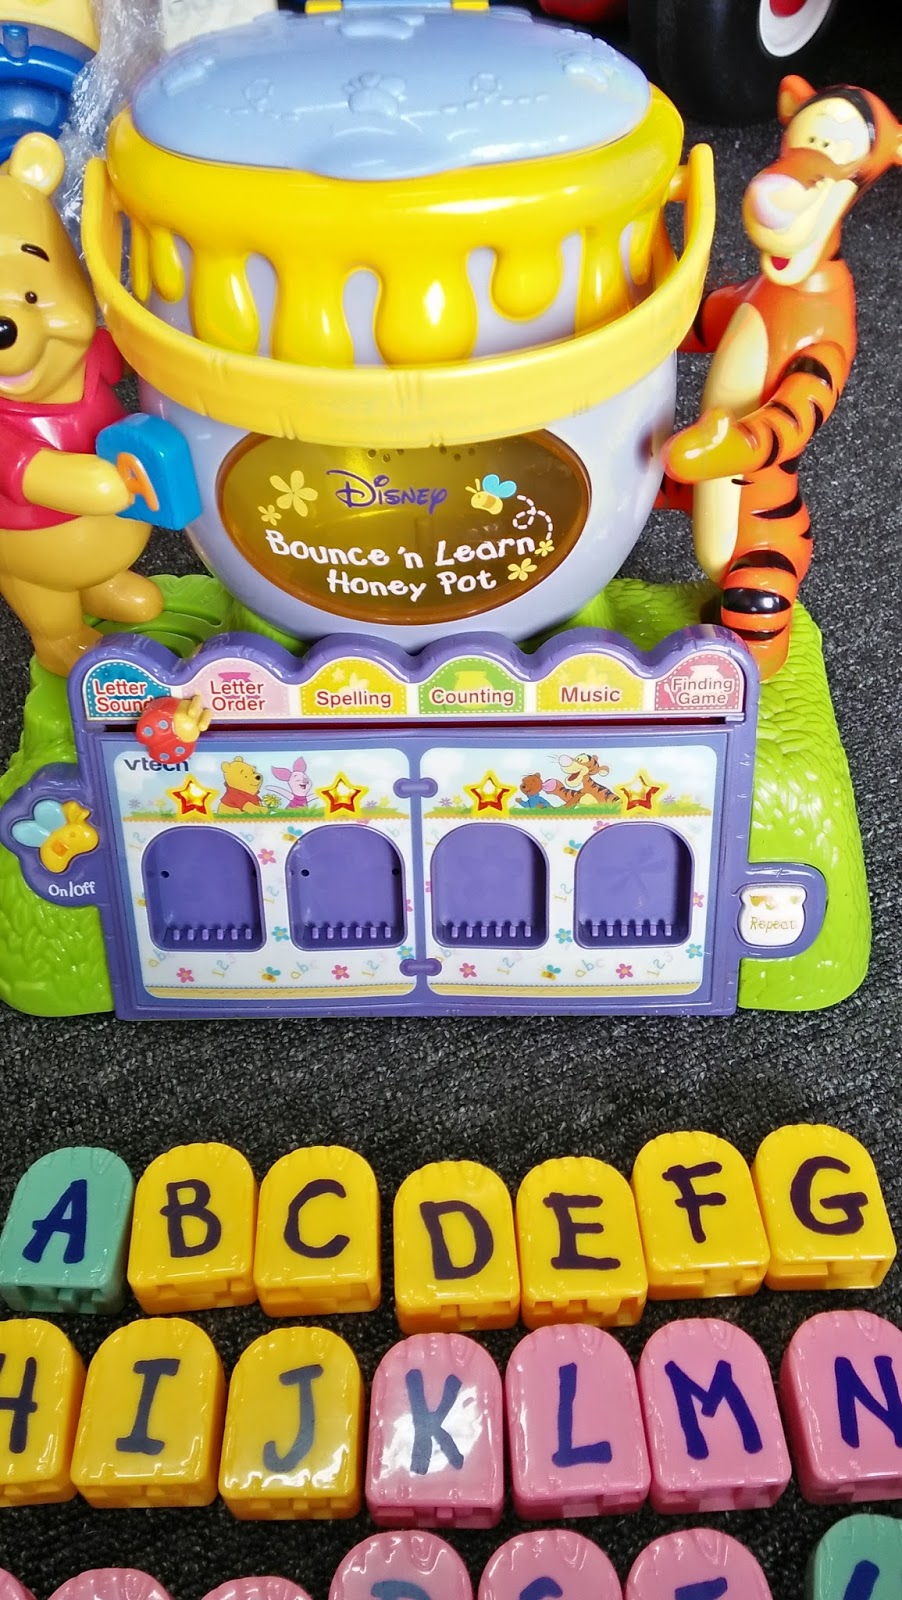 A
Disney
Bounce 'n Learn
Honey Pot
Letter Sound
Letter Order
Spelling
Counting
Music
Finding Game
vtech
On/Off
Repeat
A B C D E F G
H I J K L M N